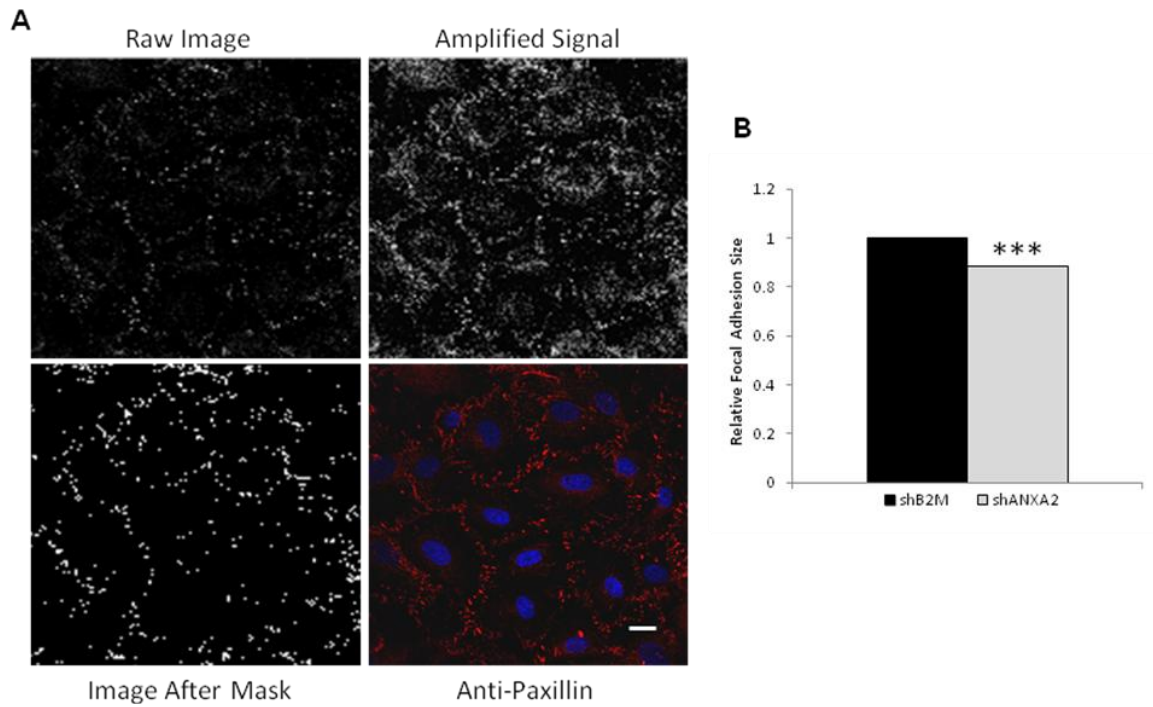 A
Raw Image
Amplified Signal
Image After Mask
Anti-Paxillin
B
Relative Focal Adhesion Size
1.2
1
0.8
0.6
0.4
0.2
0
***
shB2M
shANXA2